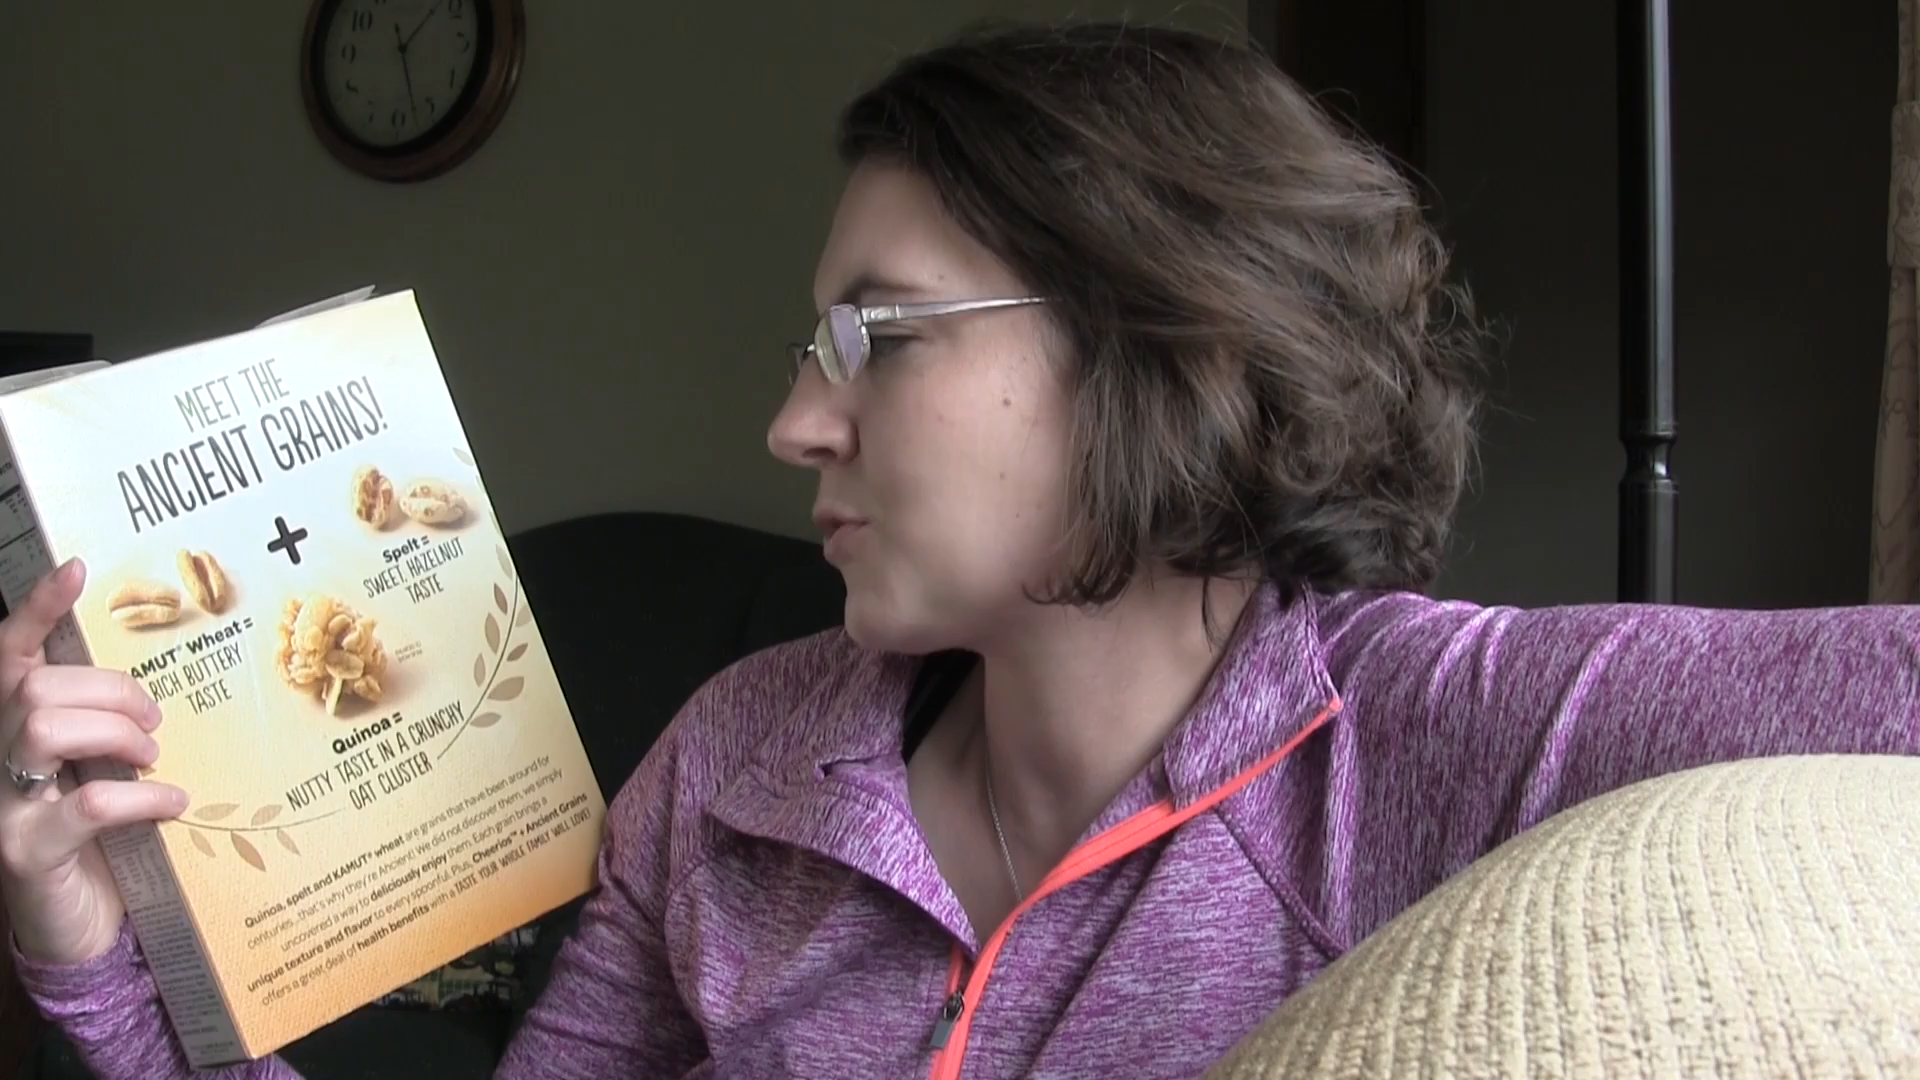 MEET THE
ANCIENT GRAINS!
+
Spelt =
SWEET, HAZELNUT
TASTE
AMUT® Wheat =
RICH BUTTERY
TASTE
Quinoa =
NUTTY TASTE IN A CRUNCHY
OAT CLUSTER
Quinoa, spelt and KAMUT® wheat are grains that have been around for
centuries...that's why they're Ancient! We did not discover them, we simply
uncovered a way to deliciously enjoy them. Each grain brings a
unique texture and flavor to every spoonful. Plus, Cheerios™ + Ancient Grains
offers a great deal of health benefits with a TASTE YOUR WHOLE FAMILY WILL LOVE!